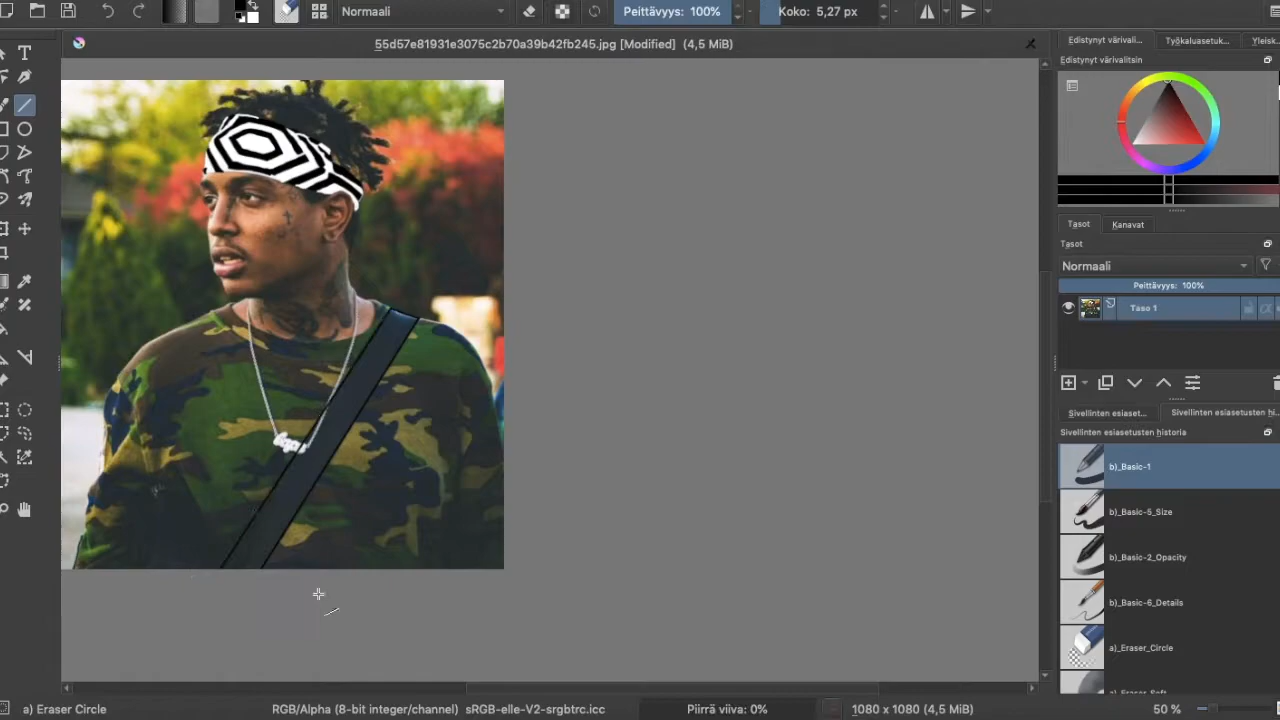 Normaali
Peittävyys: 100%
Koko: 5,27 px
55d57e81931e3075c2b70a39b42fb245.jpg [Modified] (4,5 MiB)
Edistynyt värivali...
Työkaluasetuk...
Yleisk
Edistynyt värivalitsin
Tasot
Kanavat
Tasot
Normaali
Peittävyys: 100%
Taso 1
Sivellinten esiaset...
Sivellinten esiasetusten hi...
Sivellinten esiasetusten historia
b)_Basic-1
b)_Basic-5_Size
b)_Basic-2_Opacity
b)_Basic-6_Details
a)_Eraser_Circle
a)_Eraser_Soft
a) Eraser Circle
RGB/Alpha (8-bit integer/channel) sRGB-elle-V2-srgbtrc.icc
Piirrä viiva: 0%
1080 x 1080 (4,5 MiB)
50 %